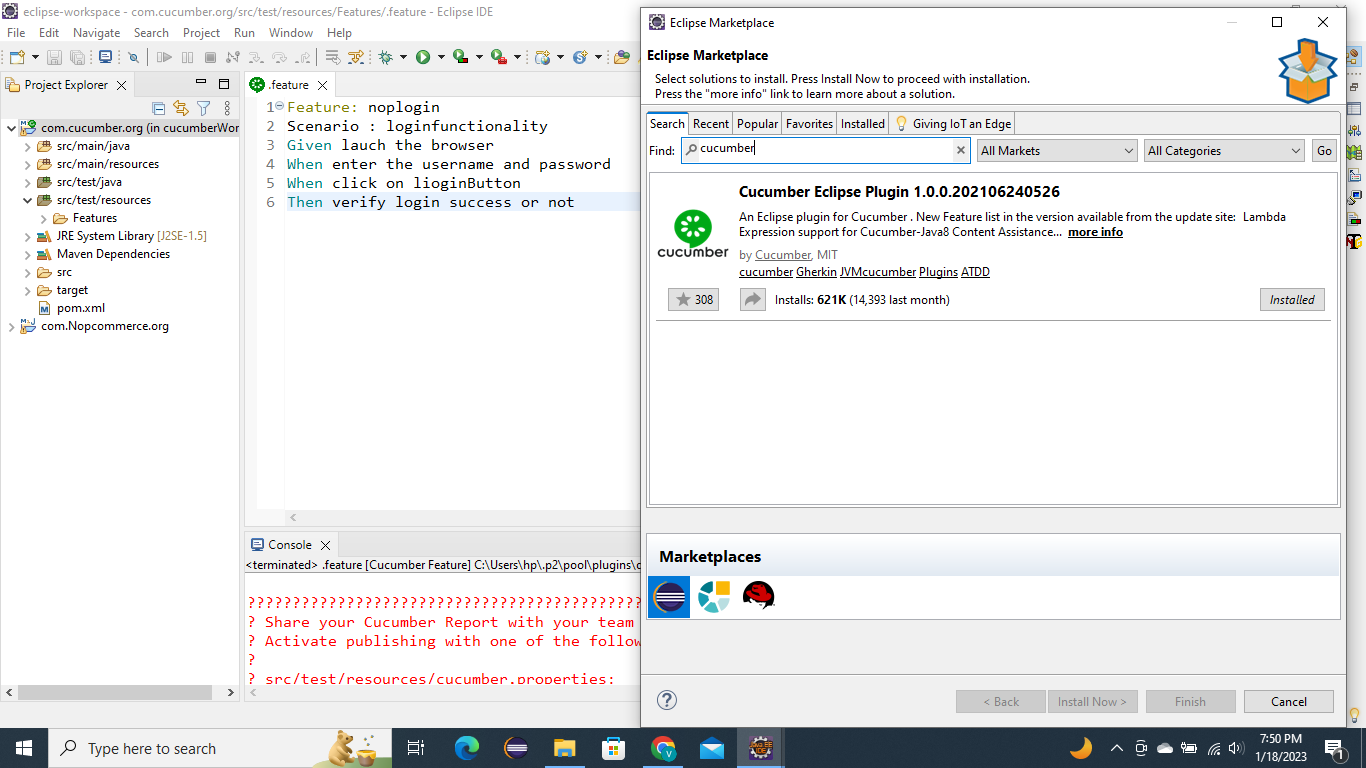 eclipse-workspace - com.cucumber.org/src/test/resources/Features/.feature - Eclipse IDE
File Edit Navigate Search Project Run Window Help
Project Explorer
com.cucumber.org (in cucumberWor
src/main/java
src/main/resources
src/test/java
src/test/resources
Features
JRE System Library [J2SE-1.5]
Maven Dependencies
src
target
pom.xml
com.Nopcommerce.org
.feature
1 Feature: noplogin
2 Scenario : loginfunctionality
3 Given lauch the browser
4 When enter the username and password
5 When click on lioginButton
6 Then verify login success or not
Console
<terminated> .feature [Cucumber Feature] C:\Users\hp\.p2\pool\plugins\
????????????????????????????????????????????
? Share your Cucumber Report with your team
? Activate publishing with one of the follow
?
? src/test/resources/cucumber.properties:
Eclipse Marketplace
Eclipse Marketplace
Select solutions to install. Press Install Now to proceed with installation.
Press the "more info" link to learn more about a solution.
Search Recent Popular Favorites Installed Giving IoT an Edge
Find: cucumber All Markets All Categories Go
Cucumber Eclipse Plugin 1.0.0.202106240526
An Eclipse plugin for Cucumber . New Feature list in the version available from the update site: Lambda
Expression support for Cucumber-Java8 Content Assistance... more info
cucumber
by Cucumber, MIT
cucumber Gherkin JVMcucumber Plugins ATDD
308 Installs: 621K (14,393 last month) Installed
Marketplaces
< Back Install Now > Finish Cancel
Type here to search
7:50 PM
1/18/2023
1